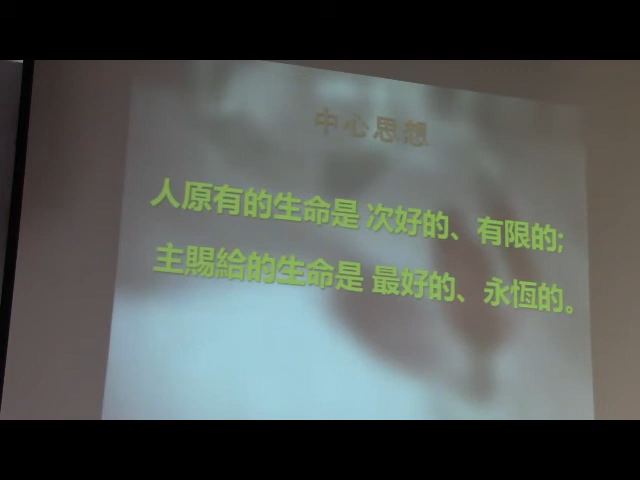 中心思想
人原有的生命是 次好的、有限的;
主賜給的生命是 最好的、永恆的。